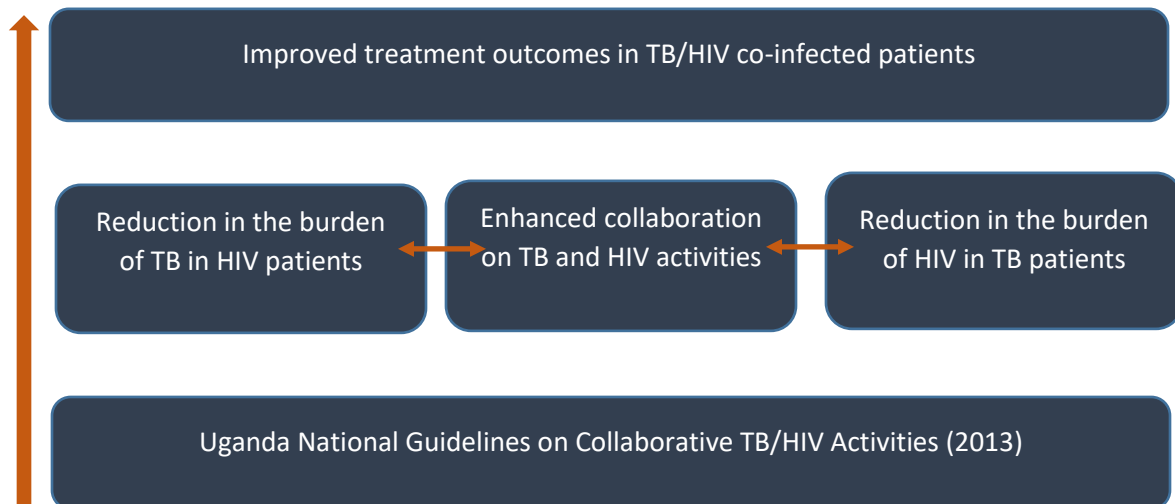 Improved treatment outcomes in TB/HIV co-infected patients
Reduction in the burden
of TB in HIV patients
Enhanced collaboration
on TB and HIV activities
Reduction in the burden
of HIV in TB patients
Uganda National Guidelines on Collaborative TB/HIV Activities (2013)